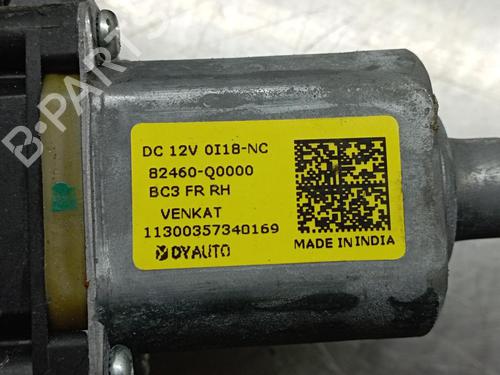 B-PARTS
DC 12V 0I18-NC
82460-Q0000
BC3 FR RH
VENKAT
11300357340169
DYAUTO
MADE IN INDIA